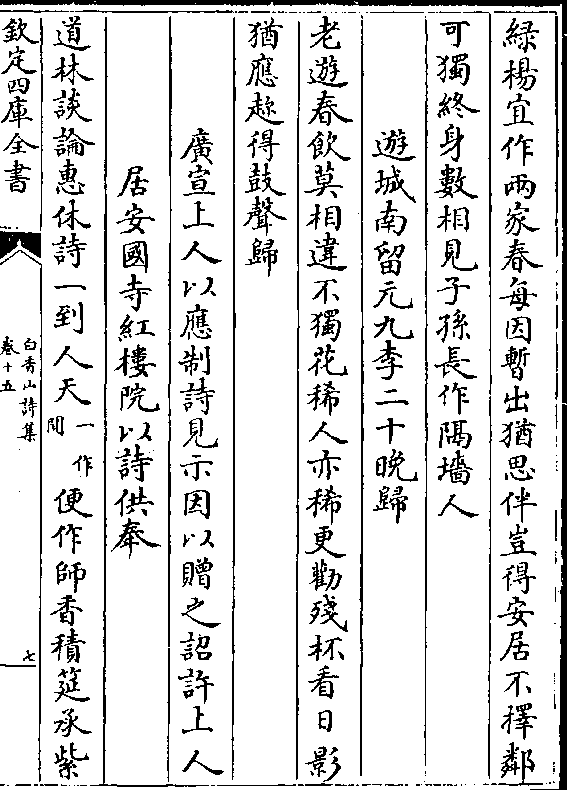 綠楊宜作兩家春每因暫出猶思伴豈得安居不擇鄰
可獨終身數相見子孫長作隔墻人
遊城南留元九李二十晚歸
老遊春飲莫相違不獨花稀人亦稀更勸殘杯看日影
猶應趂得鼓聲歸
廣宣上人以應制詩見示因以贈之詔許上人
居安國寺紅樓院以詩供奉
道林談論惠休詩一到人天一作間便作師香積筵承紫
欽定四庫全書
白香山詩集
卷十五
七